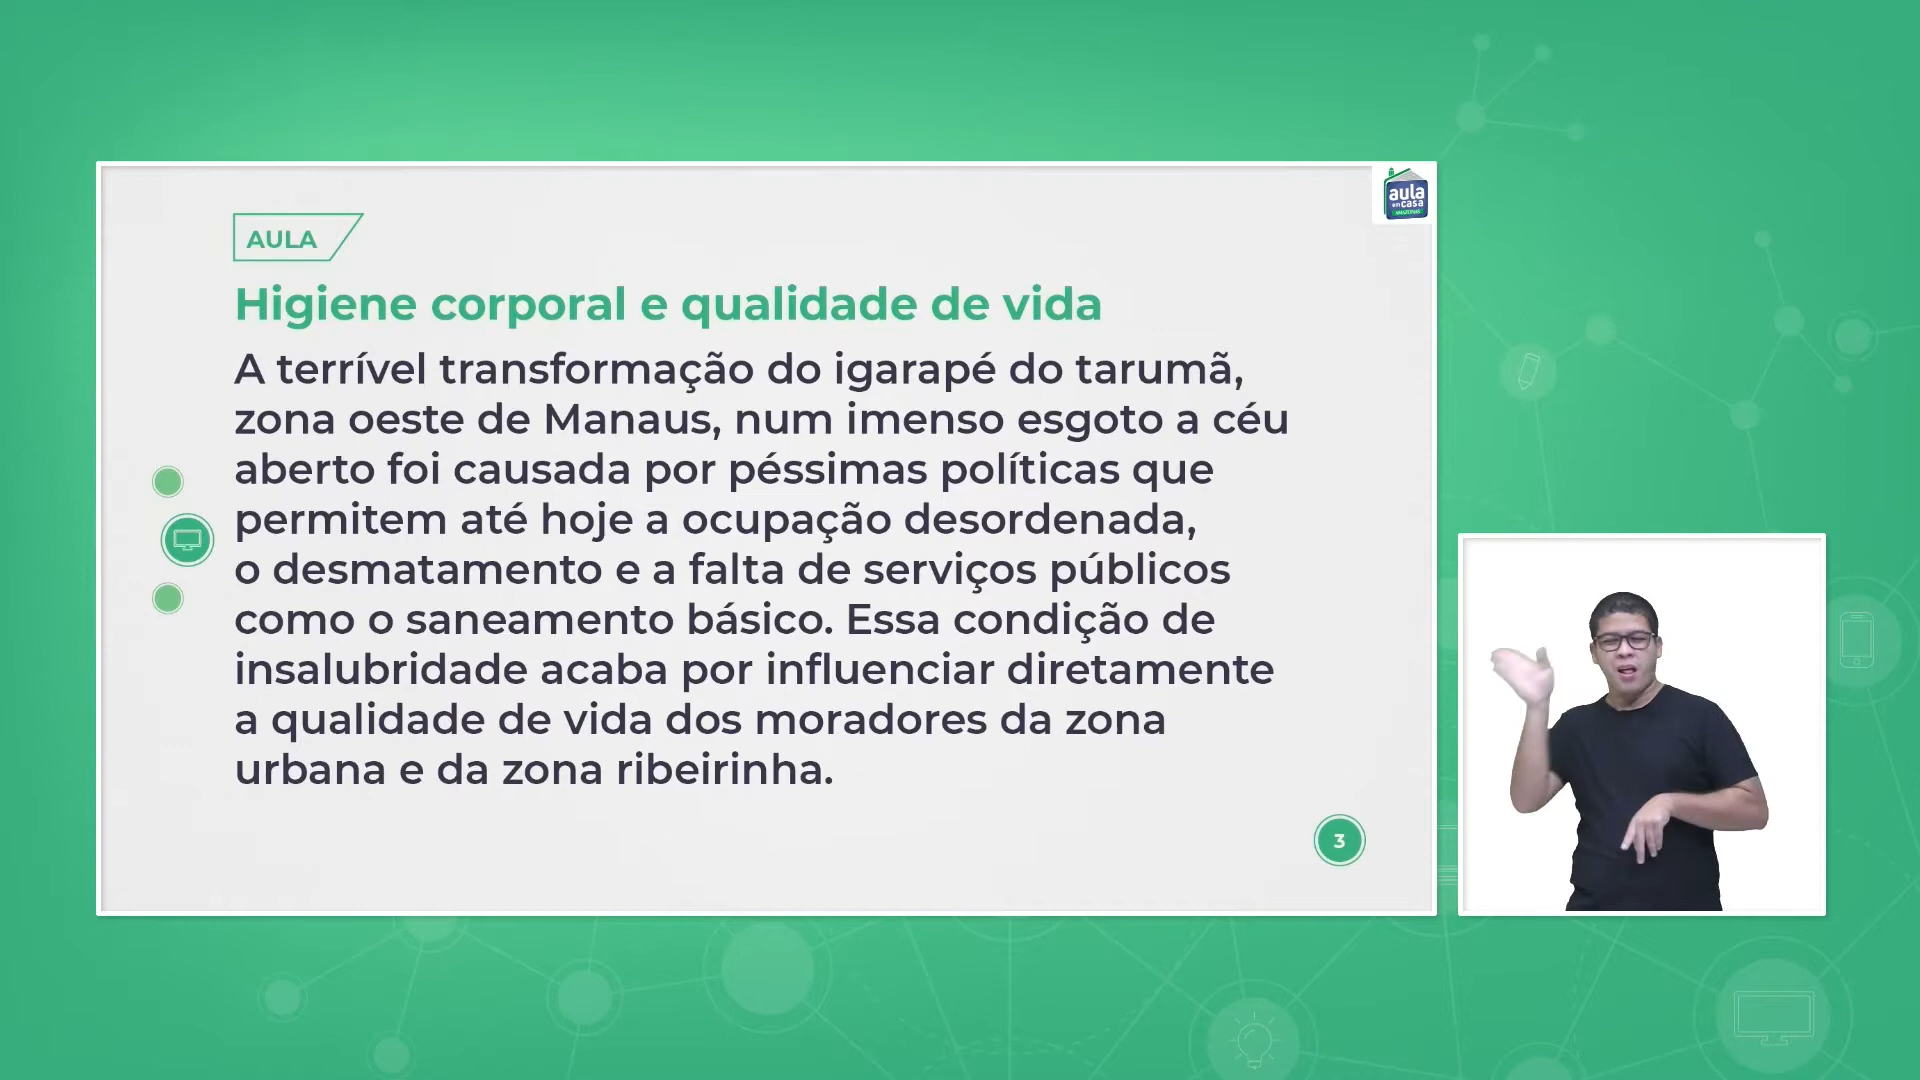 aula
em casa
AMAZONAS
AULA
Higiene corporal e qualidade de vida
A terrível transformação do igarapé do tarumã,
zona oeste de Manaus, num imenso esgoto a céu
aberto foi causada por péssimas políticas que
permitem até hoje a ocupação desordenada,
o desmatamento e a falta de serviços públicos
como o saneamento básico. Essa condição de
insalubridade acaba por influenciar diretamente
a qualidade de vida dos moradores da zona
urbana e da zona ribeirinha.
3